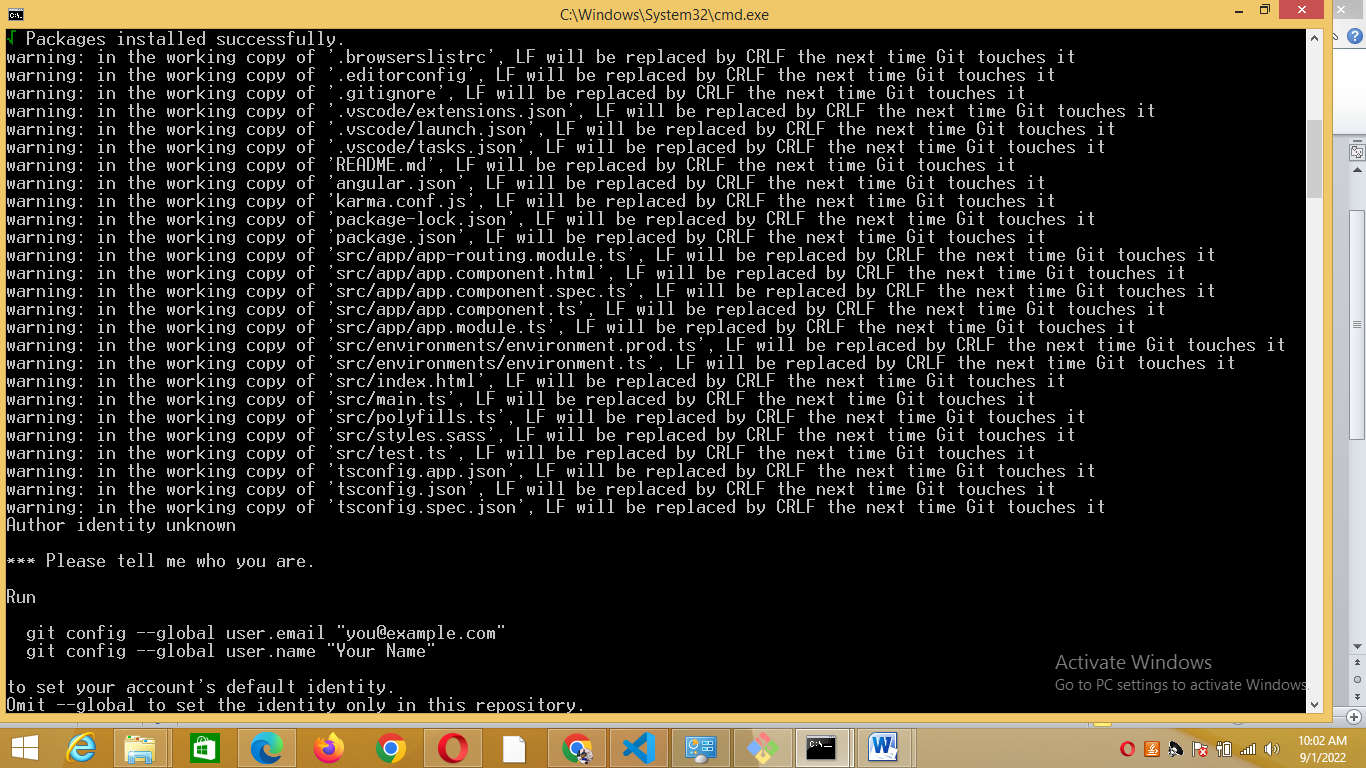 C:\Windows\System32\cmd.exe
√ Packages installed successfully.
warning: in the working copy of '.browserslistrc', LF will be replaced by CRLF the next time Git touches it
warning: in the working copy of '.editorconfig', LF will be replaced by CRLF the next time Git touches it
warning: in the working copy of '.gitignore', LF will be replaced by CRLF the next time Git touches it
warning: in the working copy of '.vscode/extensions.json', LF will be replaced by CRLF the next time Git touches it
warning: in the working copy of '.vscode/launch.json', LF will be replaced by CRLF the next time Git touches it
warning: in the working copy of '.vscode/tasks.json', LF will be replaced by CRLF the next time Git touches it
warning: in the working copy of 'README.md', LF will be replaced by CRLF the next time Git touches it
warning: in the working copy of 'angular.json', LF will be replaced by CRLF the next time Git touches it
warning: in the working copy of 'karma.conf.js', LF will be replaced by CRLF the next time Git touches it
warning: in the working copy of 'package-lock.json', LF will be replaced by CRLF the next time Git touches it
warning: in the working copy of 'package.json', LF will be replaced by CRLF the next time Git touches it
warning: in the working copy of 'src/app/app-routing.module.ts', LF will be replaced by CRLF the next time Git touches it
warning: in the working copy of 'src/app/app.component.html', LF will be replaced by CRLF the next time Git touches it
warning: in the working copy of 'src/app/app.component.spec.ts', LF will be replaced by CRLF the next time Git touches it
warning: in the working copy of 'src/app/app.component.ts', LF will be replaced by CRLF the next time Git touches it
warning: in the working copy of 'src/app/app.module.ts', LF will be replaced by CRLF the next time Git touches it
warning: in the working copy of 'src/environments/environment.prod.ts', LF will be replaced by CRLF the next time Git touches it
warning: in the working copy of 'src/environments/environment.ts', LF will be replaced by CRLF the next time Git touches it
warning: in the working copy of 'src/index.html', LF will be replaced by CRLF the next time Git touches it
warning: in the working copy of 'src/main.ts', LF will be replaced by CRLF the next time Git touches it
warning: in the working copy of 'src/polyfills.ts', LF will be replaced by CRLF the next time Git touches it
warning: in the working copy of 'src/styles.sass', LF will be replaced by CRLF the next time Git touches it
warning: in the working copy of 'src/test.ts', LF will be replaced by CRLF the next time Git touches it
warning: in the working copy of 'tsconfig.app.json', LF will be replaced by CRLF the next time Git touches it
warning: in the working copy of 'tsconfig.json', LF will be replaced by CRLF the next time Git touches it
warning: in the working copy of 'tsconfig.spec.json', LF will be replaced by CRLF the next time Git touches it
Author identity unknown
*** Please tell me who you are.
Run
git config --global user.email "you@example.com"
git config --global user.name "Your Name"
to set your account's default identity.
Omit --global to set the identity only in this repository.
Activate Windows
Go to PC settings to activate Windows.
10:02 AM
9/1/2022